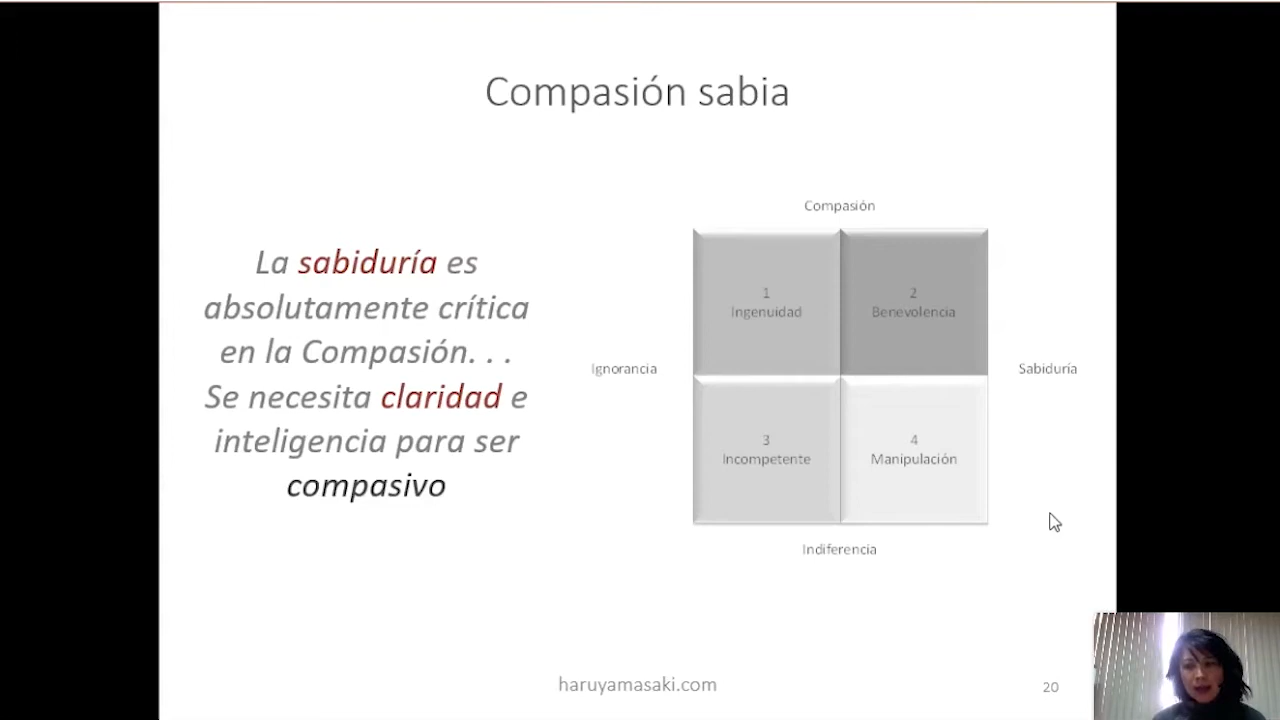 Compasión sabia
La sabiduría es
absolutamente crítica
en la Compasión. . .
Se necesita claridad e
inteligencia para ser
compasivo
Compasión
1
Ingenuidad
2
Benevolencia
Ignorancia
Sabiduría
3
Incompetente
4
Manipulación
Indiferencia
haruyamasaki.com
20